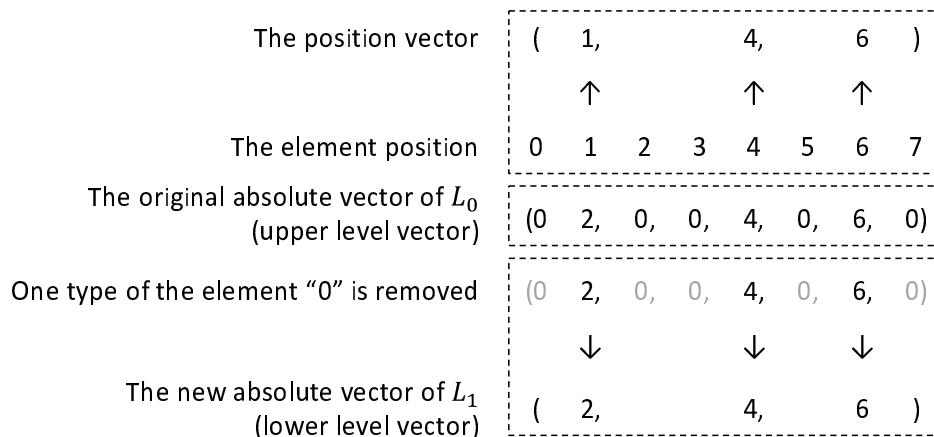 The position vector ( 1, 4, 6 )
↑ ↑ ↑
The element position 0 1 2 3 4 5 6 7
The original absolute vector of L₀
(upper level vector) (0 2, 0, 0, 4, 0, 6, 0)
One type of the element “0” is removed (0 2, 0, 0, 4, 0, 6, 0)
↓ ↓ ↓
The new absolute vector of L₁
(lower level vector) ( 2, 4, 6 )